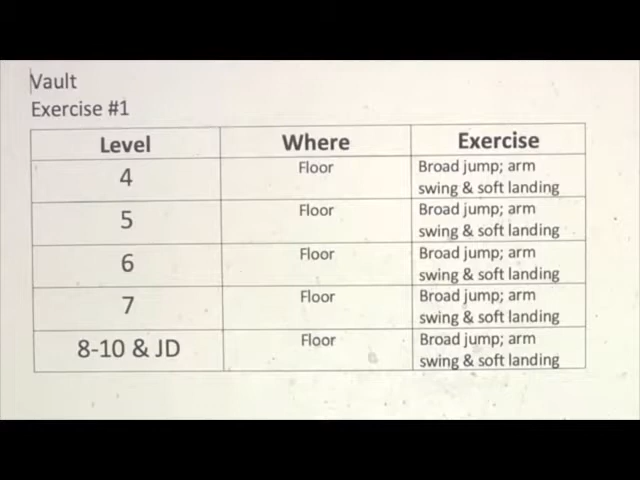 Vault
Exercise #1
Level Where Exercise
4 Floor Broad jump; arm
swing & soft landing
5 Floor Broad jump; arm
swing & soft landing
6 Floor Broad jump; arm
swing & soft landing
7 Floor Broad jump; arm
swing & soft landing
8-10 & JD Floor Broad jump; arm
swing & soft landing